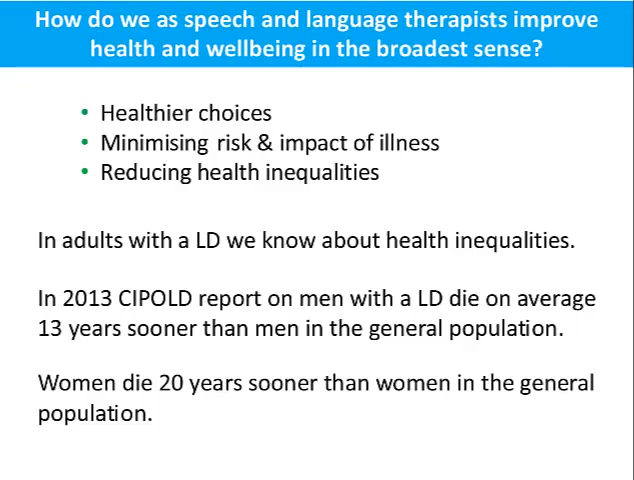 How do we as speech and language therapists improve
health and wellbeing in the broadest sense?
• Healthier choices
• Minimising risk & impact of illness
• Reducing health inequalities
In adults with a LD we know about health inequalities.
In 2013 CIPOLD report on men with a LD die on average
13 years sooner than men in the general population.
Women die 20 years sooner than women in the general
population.